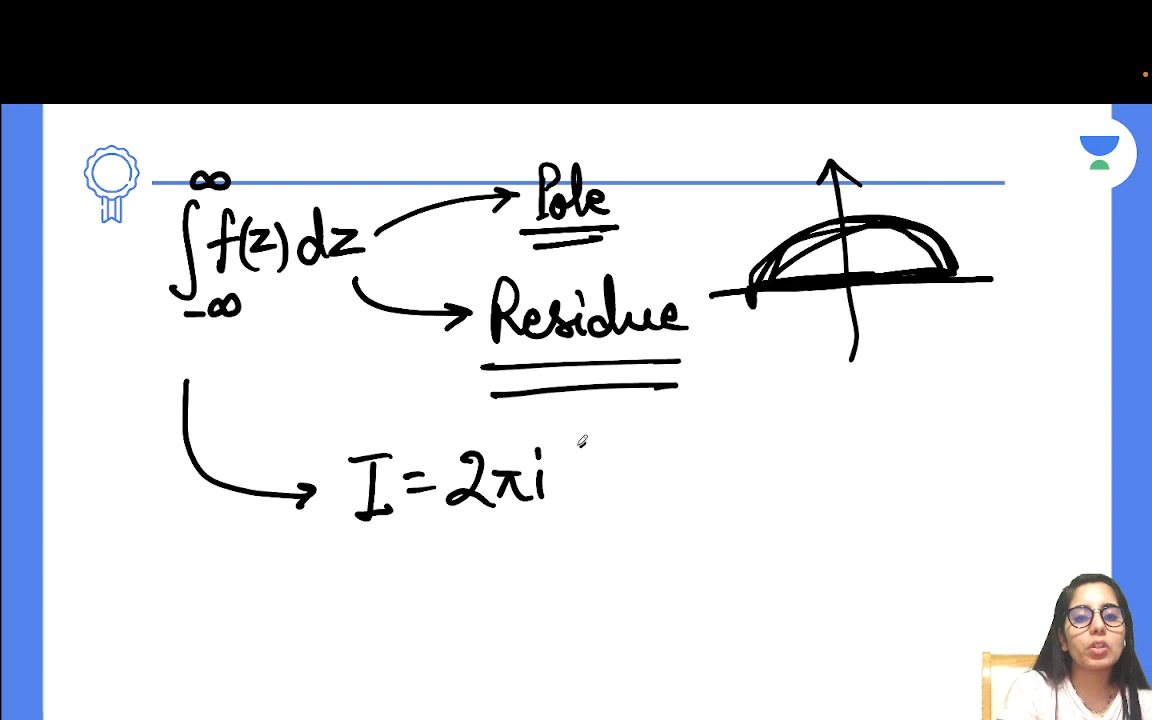 ∞
∫ f(z) dz
-∞
Pole
Residue
I = 2πi